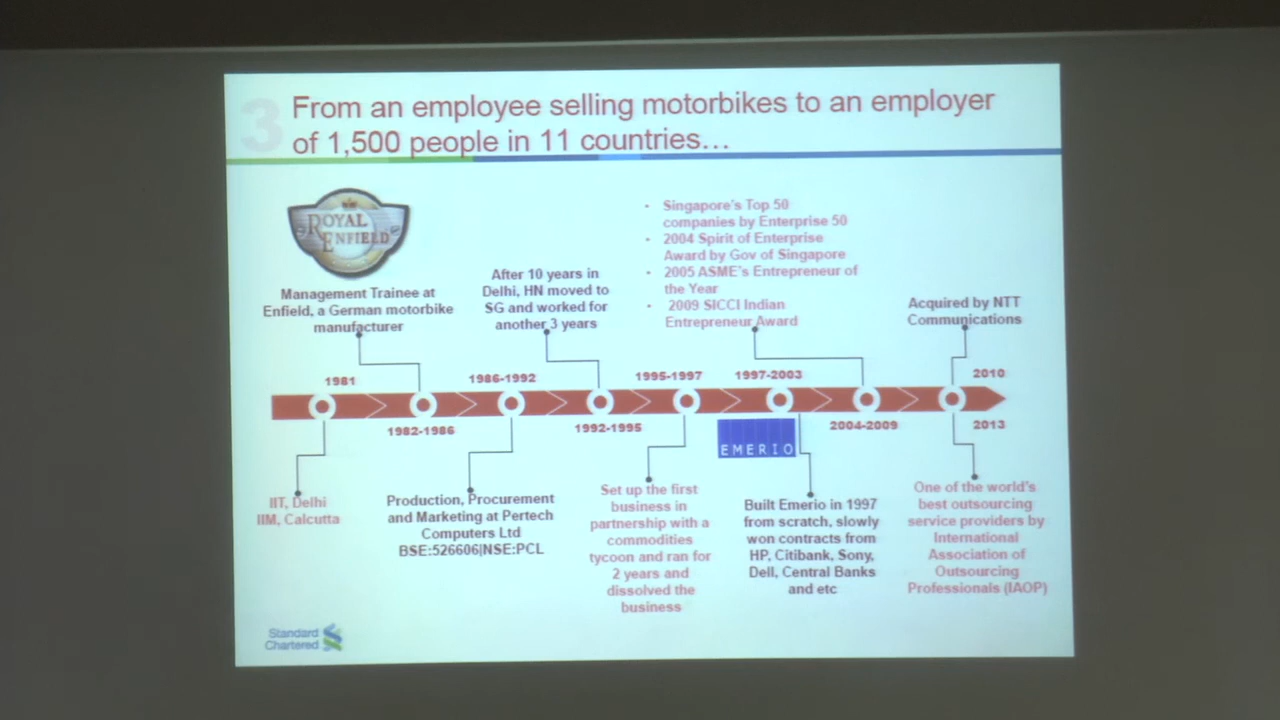 3
From an employee selling motorbikes to an employer
of 1,500 people in 11 countries...
ROYAL
ENFIELD
Management Trainee at
Enfield, a German motorbike
manufacturer
After 10 years in
Delhi, HN moved to
SG and worked for
another 3 years
• Singapore's Top 50
companies by Enterprise 50
• 2004 Spirit of Enterprise
Award by Gov of Singapore
• 2005 ASME's Entrepreneur of
the Year
• 2009 SICCI Indian
Entrepreneur Award
Acquired by NTT
Communications
1981
1986-1992
1995-1997
1997-2003
2010
1982-1986
1992-1995
2004-2009
2013
EMERIO
IIT, Delhi
IIM, Calcutta
Production, Procurement
and Marketing at Pertech
Computers Ltd
BSE:526606|NSE:PCL
Set up the first
business in
partnership with a
commodities
tycoon and ran for
2 years and
dissolved the
business
Built Emerio in 1997
from scratch, slowly
won contracts from
HP, Citibank, Sony,
Dell, Central Banks
and etc
One of the world's
best outsourcing
service providers by
International
Association of
Outsourcing
Professionals (IAOP)
Standard
Chartered